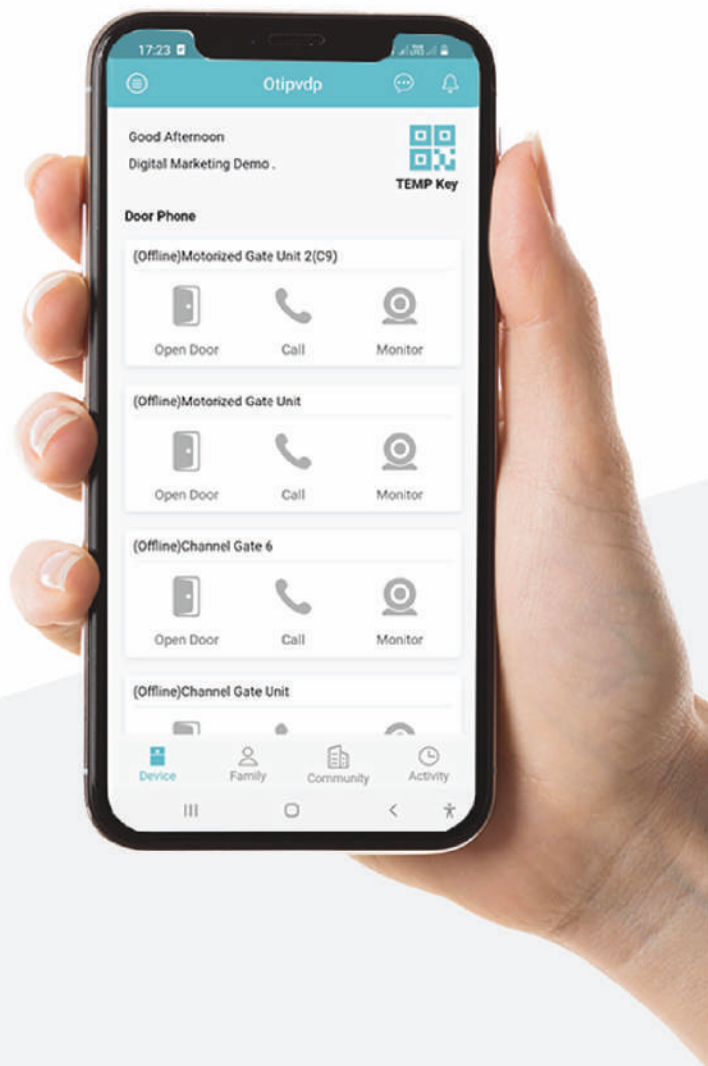 17:23
Otipvdp
Good Afternoon
Digital Marketing Demo .
TEMP Key
Door Phone
(Offline)Motorized Gate Unit 2(C9)
Open Door Call Monitor
(Offline)Motorized Gate Unit
Open Door Call Monitor
(Offline)Channel Gate 6
Open Door Call Monitor
(Offline)Channel Gate Unit
Device Family Community Activity